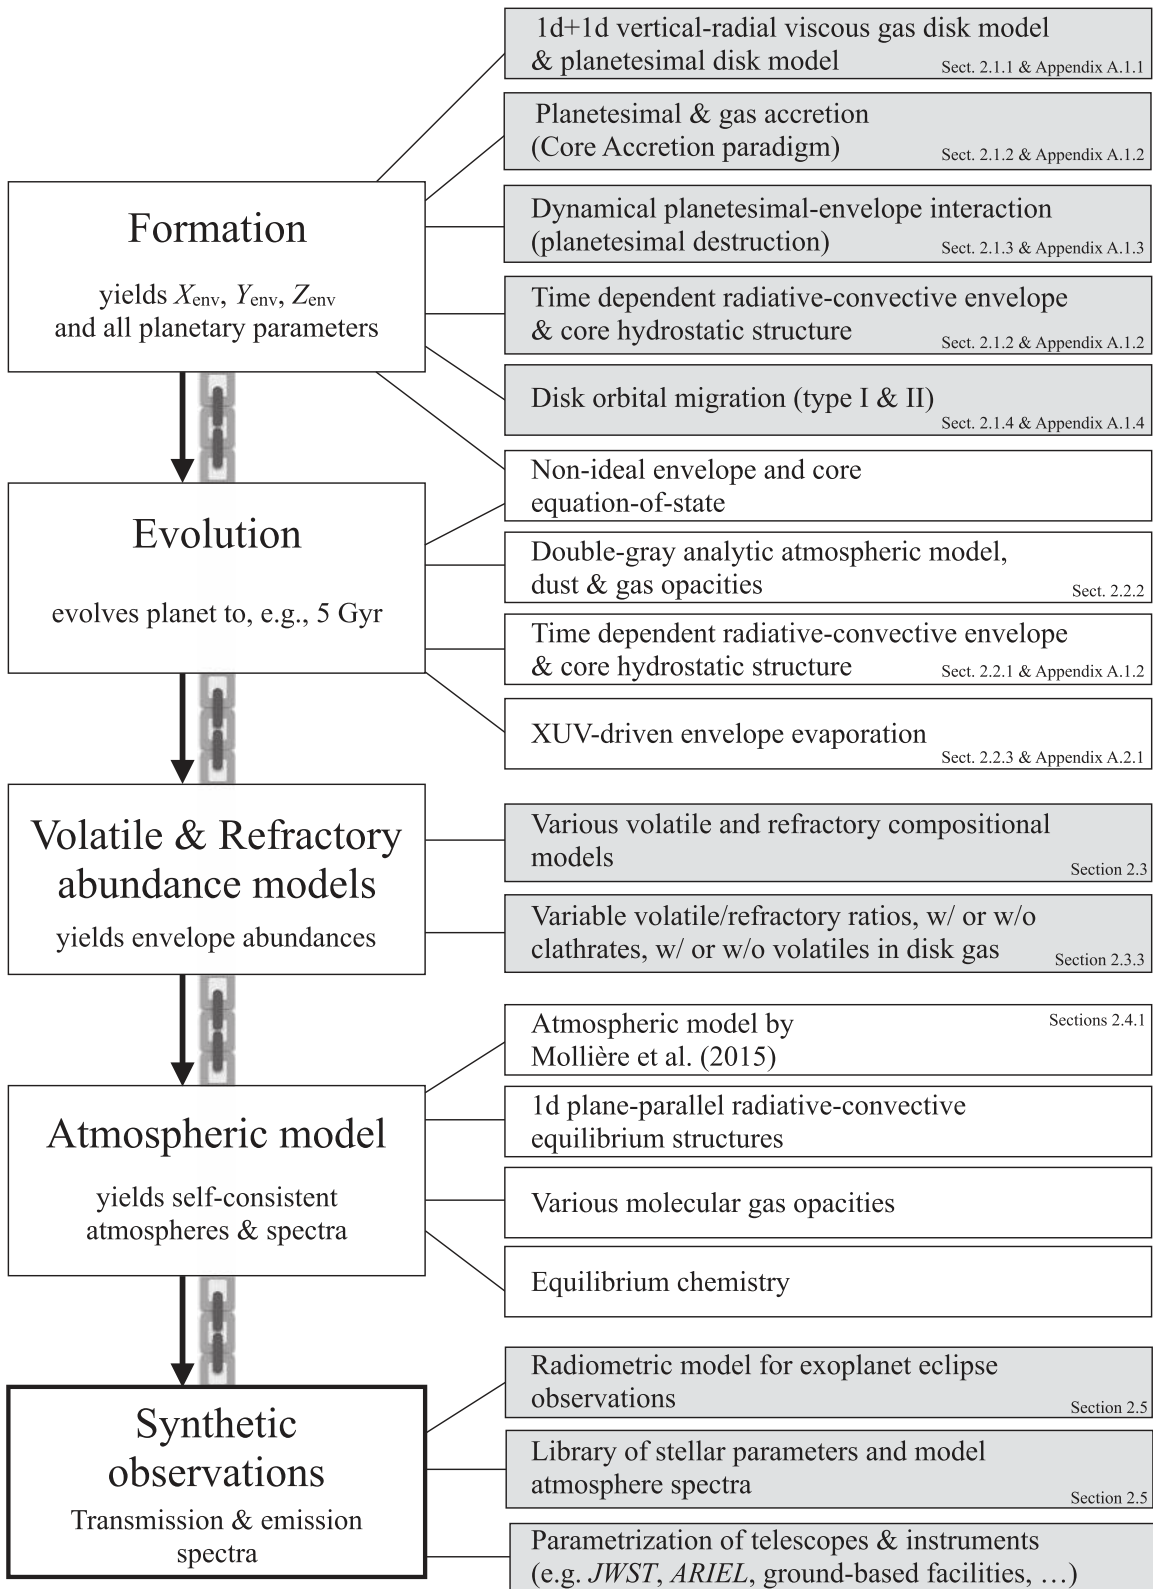 1d+1d vertical-radial viscous gas disk model
& planetesimal disk model
Sect. 2.1.1 & Appendix A.1.1
Planetesimal & gas accretion
(Core Accretion paradigm)
Sect. 2.1.2 & Appendix A.1.2
Formation
yields Xenv, Yenv, Zenv
and all planetary parameters
Dynamical planetesimal-envelope interaction
(planetesimal destruction)
Sect. 2.1.3 & Appendix A.1.3
Time dependent radiative-convective envelope
& core hydrostatic structure
Sect. 2.1.2 & Appendix A.1.2
Disk orbital migration (type I & II)
Sect. 2.1.4 & Appendix A.1.4
Non-ideal envelope and core
equation-of-state
Evolution
evolves planet to, e.g., 5 Gyr
Double-gray analytic atmospheric model,
dust & gas opacities
Sect. 2.2.2
Time dependent radiative-convective envelope
& core hydrostatic structure
Sect. 2.2.1 & Appendix A.1.2
XUV-driven envelope evaporation
Sect. 2.2.3 & Appendix A.2.1
Volatile & Refractory
abundance models
yields envelope abundances
Various volatile and refractory compositional
models
Section 2.3
Variable volatile/refractory ratios, w/ or w/o
clathrates, w/ or w/o volatiles in disk gas
Section 2.3.3
Atmospheric model by
Mollière et al. (2015)
Sections 2.4.1
Atmospheric model
yields self-consistent
atmospheres & spectra
1d plane-parallel radiative-convective
equilibrium structures
Various molecular gas opacities
Equilibrium chemistry
Synthetic
observations
Transmission & emission
spectra
Radiometric model for exoplanet eclipse
observations
Section 2.5
Library of stellar parameters and model
atmosphere spectra
Section 2.5
Parametrization of telescopes & instruments
(e.g. JWST, ARIEL, ground-based facilities, …)